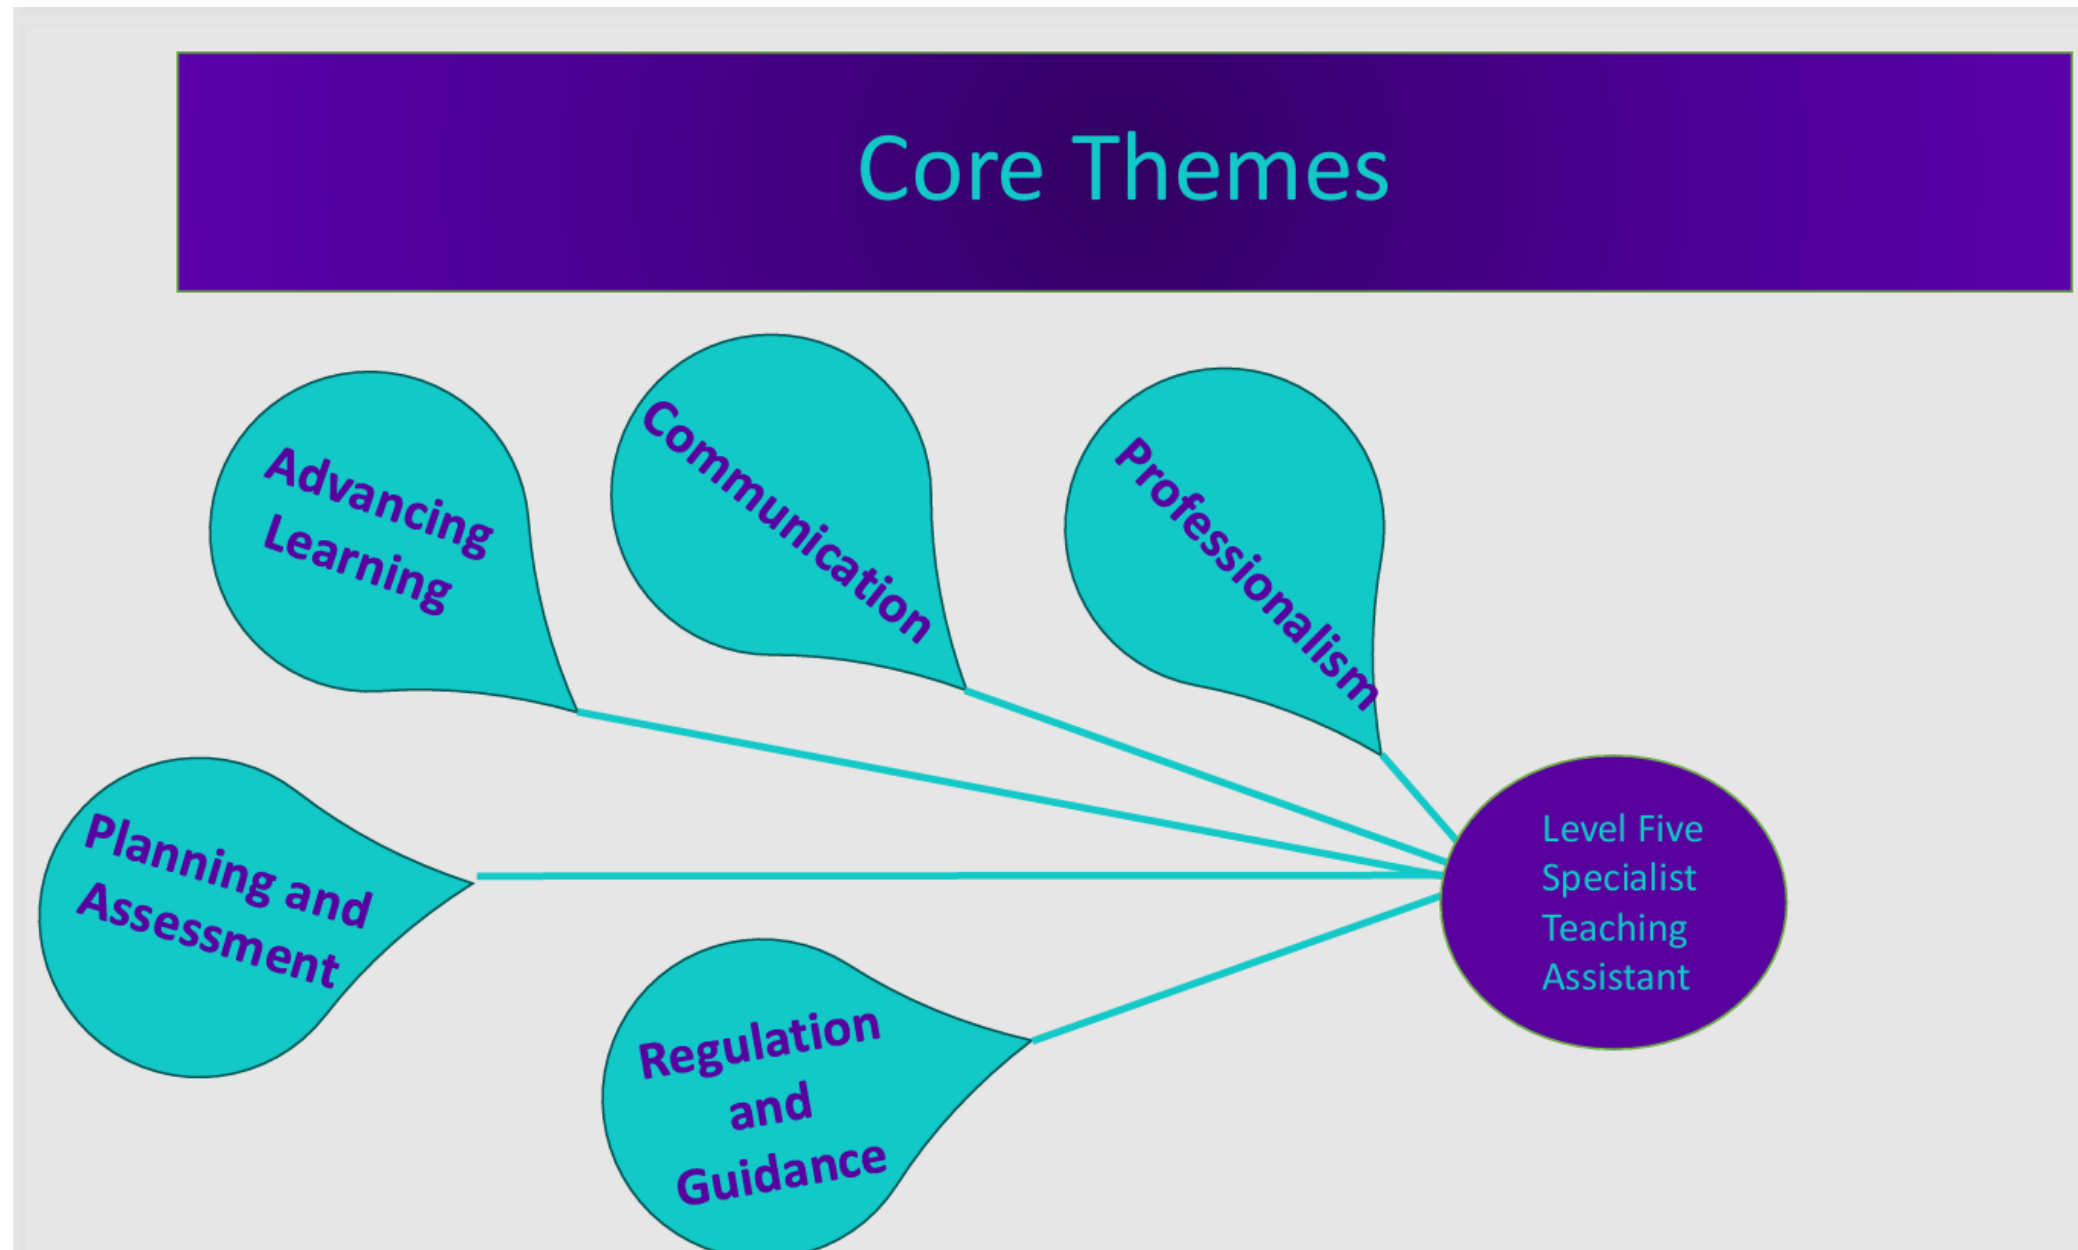 Core Themes
Advancing
Learning
Communication
Professionalism
Planning and
Assessment
Regulation
and
Guidance
Level Five
Specialist
Teaching
Assistant